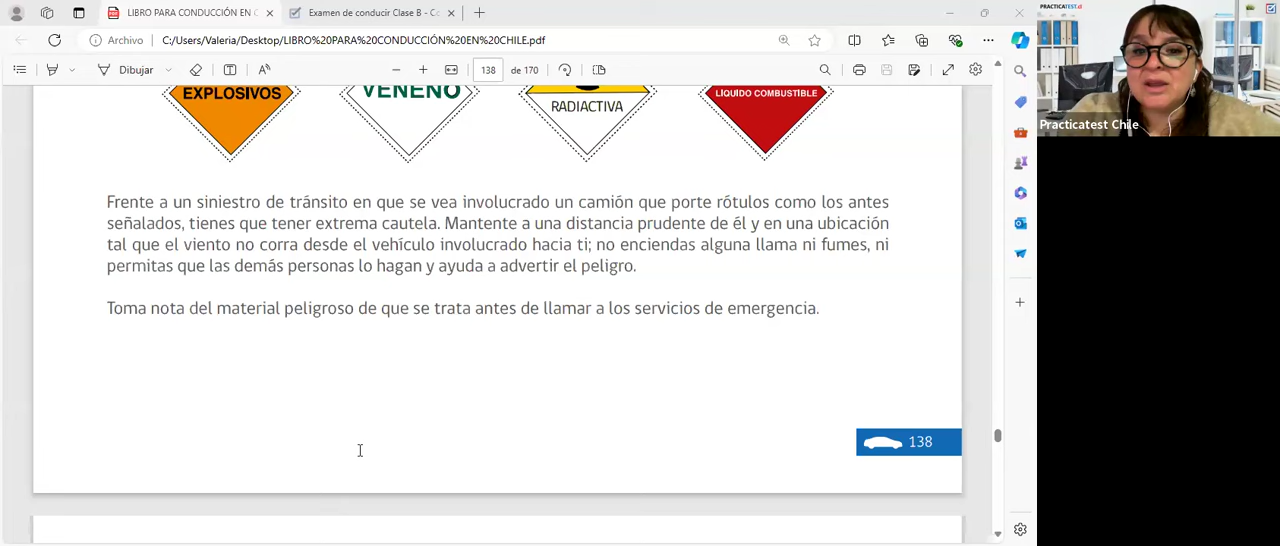 LIBRO PARA CONDUCCIÓN EN C
Examen de conducir Clase B - Co
Archivo
C:/Users/Valeria/Desktop/LIBRO%20PARA%20CONDUCCIÓN%20EN%20CHILE.pdf
Dibujar
138 de 170
EXPLOSIVOS
VENENO
RADIACTIVA
LÍQUIDO COMBUSTIBLE
Frente a un siniestro de tránsito en que se vea involucrado un camión que porte rótulos como los antes
señalados, tienes que tener extrema cautela. Mantente a una distancia prudente de él y en una ubicación
tal que el viento no corra desde el vehículo involucrado hacia ti; no enciendas alguna llama ni fumes, ni
permitas que las demás personas lo hagan y ayuda a advertir el peligro.
Toma nota del material peligroso de que se trata antes de llamar a los servicios de emergencia.
138
PRACTICATEST.cl
Practicatest Chile